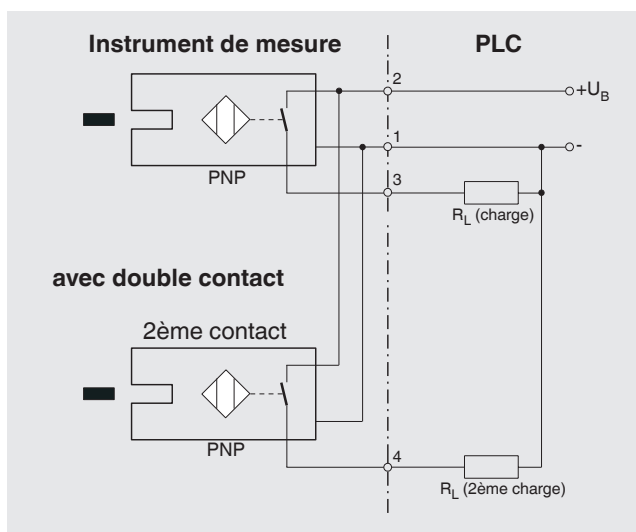 Instrument de mesure
PLC
2
+U_B
1
-
PNP
3
R_L (charge)
avec double contact
2ème contact
PNP
4
R_L (2ème charge)